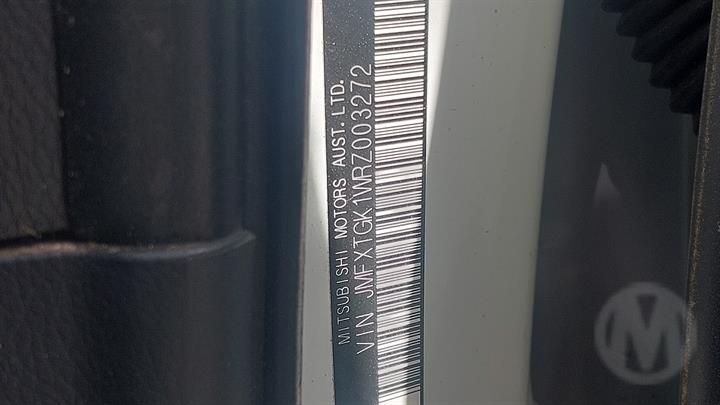 MITSUBISHI MOTORS AUST. LTD.
VIN JMFXTGK1WRZ003272
M